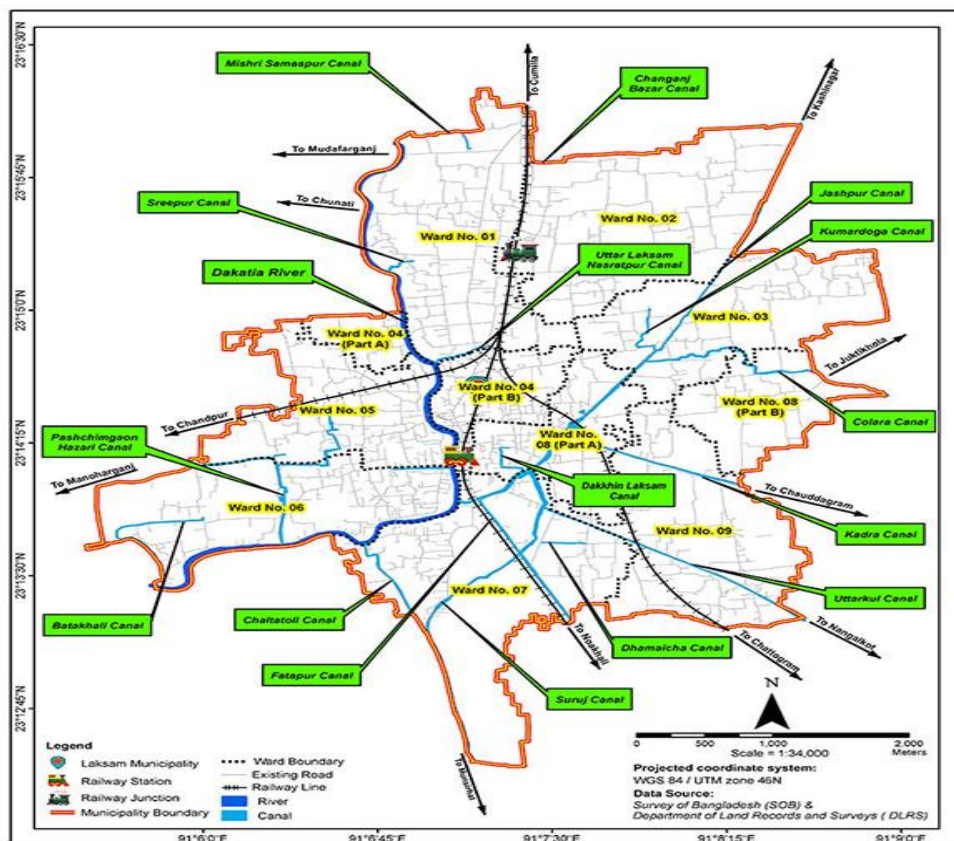 23°16'30"N
Mishri Samaspur Canal
To Cumilla
Changanj
Bazar Canal
To Kashinagar
23°15'45"N
To Mudafarganj
Sreepur Canal
To Chunati
Jashpur Canal
Ward No. 02
Ward No. 01
Kumardoga Canal
Uttar Laksam
Nasratpur Canal
Dakatia River
23°15'0"N
Ward No. 03
Ward No. 04
(Part A)
To Juktikhola
Ward No. 04
(Part B)
Ward No. 08
(Part B)
Ward No. 05
To Chandpur
Colara Canal
23°14'15"N
Pashchimgaon
Hazari Canal
Ward No.
08 (Part A)
To Manoharganj
Dakkhin Laksam
Canal
To Chauddagram
Ward No. 06
Ward No. 09
Kadra Canal
23°13'30"N
Ward No. 07
Uttarkul Canal
Batakhali Canal
Chaltatoli Canal
To Noakhali
Dhamaicha Canal
To Nangalkot
To Chattogram
Fatapur Canal
Suruj Canal
N
23°12'45"N
0 500 1,000 2,000
Meters
Scale = 1:34,000
Projected coordinate system:
WGS 84 / UTM zone 46N
Data Source:
Survey of Bangladesh (SOB) &
Department of Land Records and Surveys ( DLRS)
Legend
Laksam Municipality
Railway Station
Railway Junction
Municipality Boundary
Ward Boundary
Existing Road
Railway Line
River
Canal
91°6'0"E
91°6'45"E
91°7'30"E
91°8'15"E
91°9'0"E